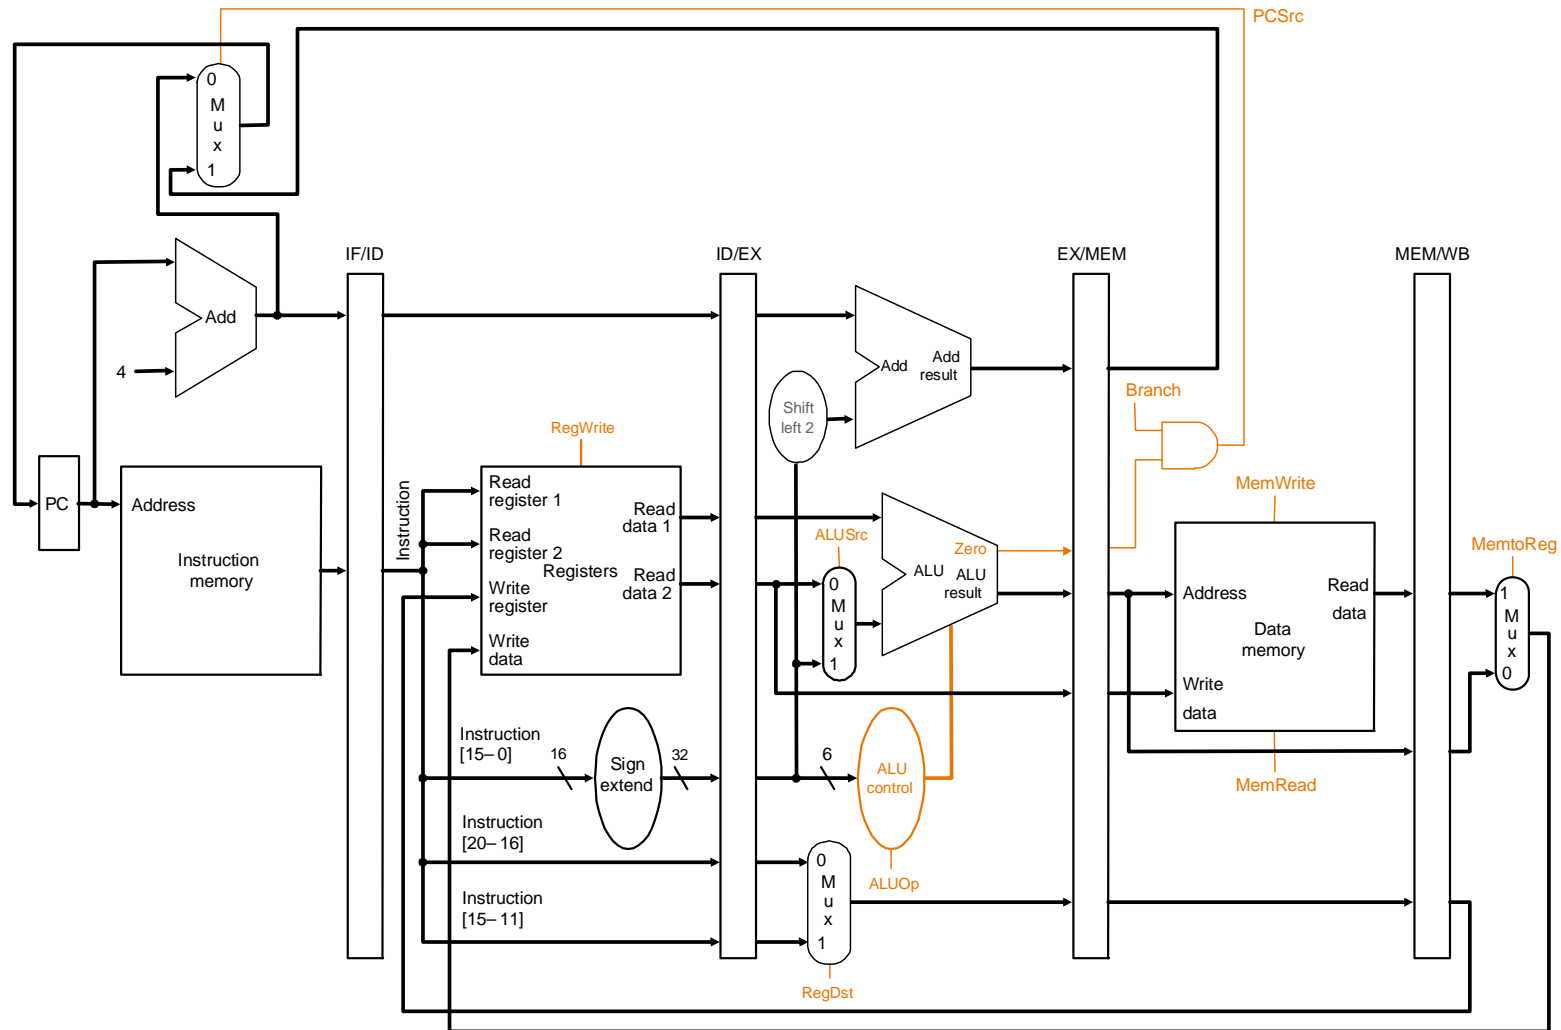 PCSrc
0
M
u
x
1
IF/ID
ID/EX
EX/MEM
MEM/WB
Add
4
Add
Add
result
Shift
left 2
Branch
RegWrite
PC
Address
Instruction
memory
Instruction
Read
register 1
Read
register 2
Write
register
Write
data
Registers
Read
data 1
Read
data 2
ALUSrc
0
M
u
x
1
Zero
ALU
ALU
result
MemWrite
Address
Read
data
Data
memory
Write
data
MemRead
MemtoReg
1
M
u
x
0
Instruction
[15–0]
16
Sign
extend
32
6
ALU
control
ALUOp
Instruction
[20–16]
Instruction
[15–11]
0
M
u
x
1
RegDst